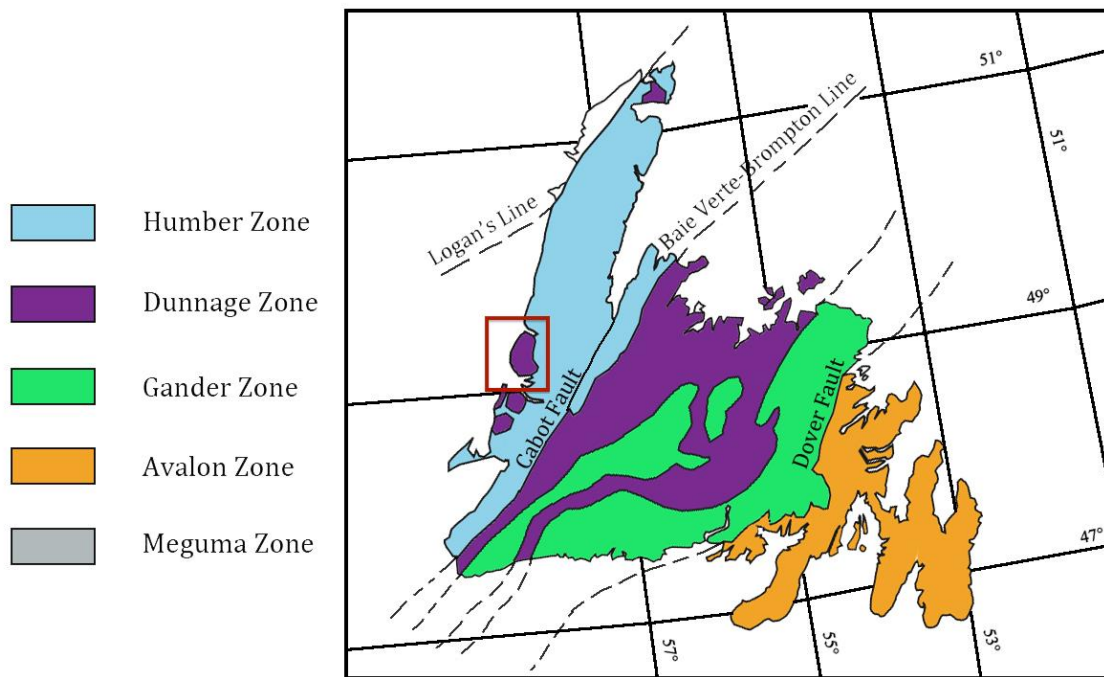 Humber Zone
Dunnage Zone
Gander Zone
Avalon Zone
Meguma Zone
Logan's Line
Baie Verte-Brompton Line
Cabot Fault
Dover Fault
51°
51°
49°
47°
57°
55°
53°